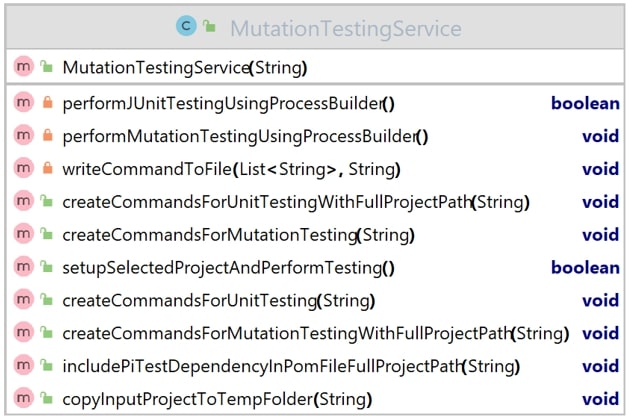 C MutationTestingService
m MutationTestingService(String)
m performJUnitTestingUsingProcessBuilder() boolean
m performMutationTestingUsingProcessBuilder() void
m writeCommandToFile(List<String>, String) void
m createCommandsForUnitTestingWithFullProjectPath(String) void
m createCommandsForMutationTesting(String) void
m setupSelectedProjectAndPerformTesting() boolean
m createCommandsForUnitTesting(String) void
m createCommandsForMutationTestingWithFullProjectPath(String) void
m includePiTestDependencyInPomFileFullProjectPath(String) void
m copyInputProjectToTempFolder(String) void